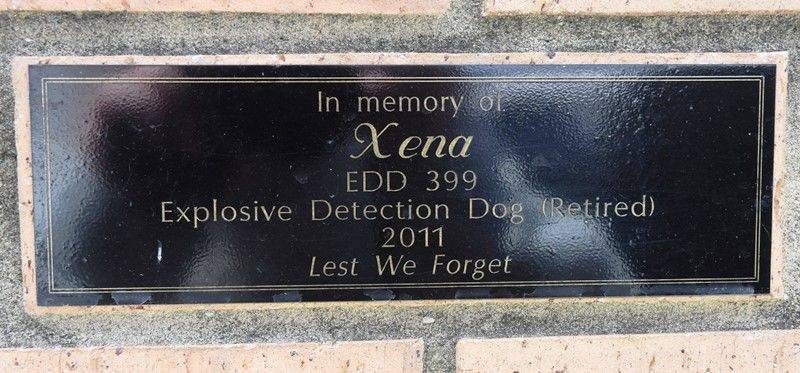 In memory of
Xena
EDD 399
Explosive Detection Dog (Retired)
2011
Lest We Forget